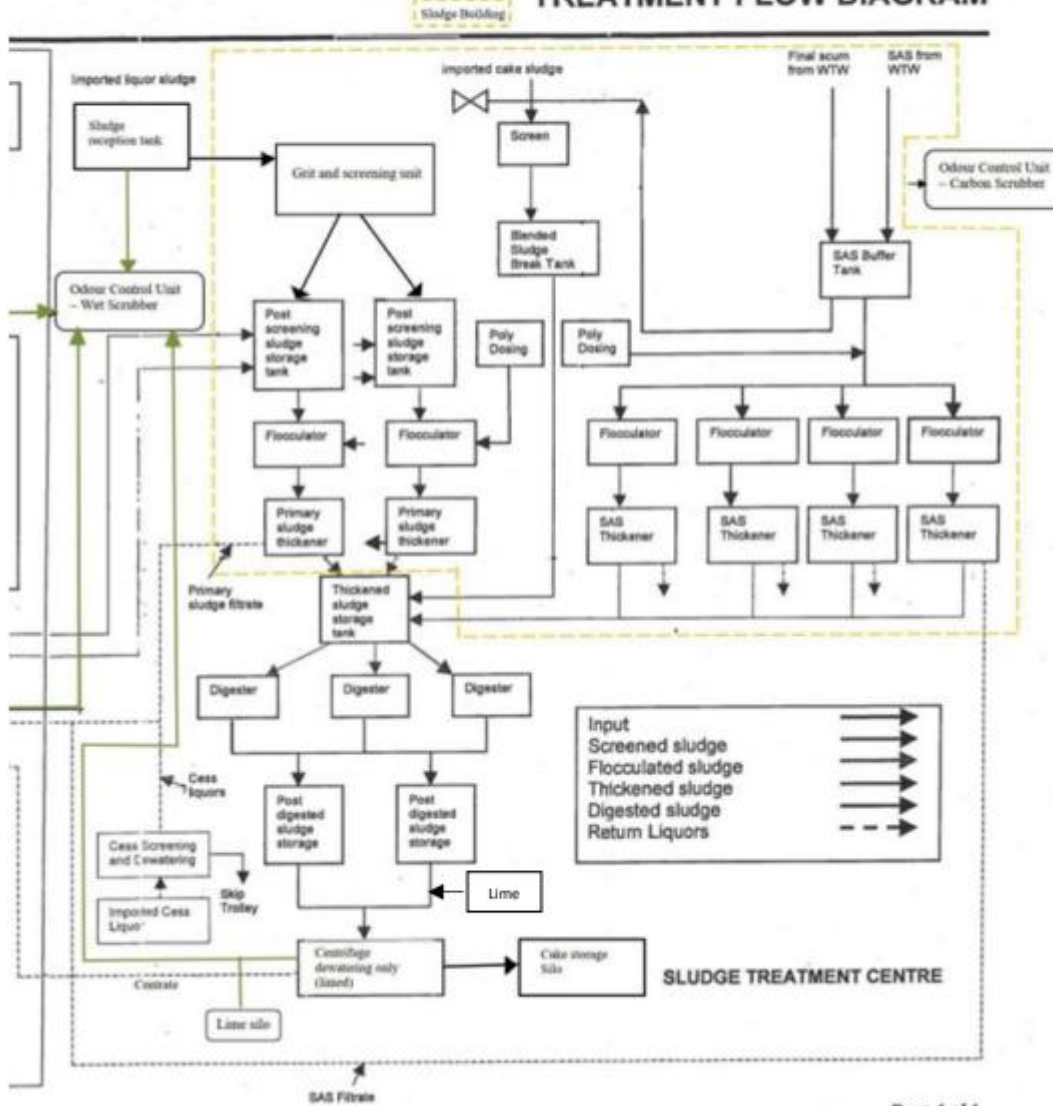 Sludge Building
TREATMENT FLOW DIAGRAM
Imported liquor sludge
imported cake sludge
Final scum
from WTW
SAS from
WTW
Sludge
reception tank
Screen
Grit and screening unit
Odour Control Unit
– Carbon Scrubber
Blended
Sludge
Break Tank
SAS Buffer
Tank
Odour Control Unit
– Wet Scrubber
Post
screening
sludge
storage
tank
Post
screening
sludge
storage
tank
Poly
Dosing
Poly
Dosing
Flocculator
Flocculator
Flocculator
Flocculator
Flocculator
Flocculator
Primary
sludge
thickener
Primary
sludge
thickener
SAS
Thickener
SAS
Thickener
SAS
Thickener
SAS
Thickener
Primary
sludge filtrate
Thickened
sludge
storage
tank
Digester
Digester
Digester
Input
Screened sludge
Flocculated sludge
Thickened sludge
Digested sludge
Return Liquors
Cess
liquors
Post
digested
sludge
storage
Post
digested
sludge
storage
Cess Screening
and Dewatering
Skip
Trolley
Lime
Imported Cess
Liquor
Centrifuge
dewatering only
(limed)
Cake storage
Silo
SLUDGE TREATMENT CENTRE
Centrate
Lime silo
SAS Filtrate